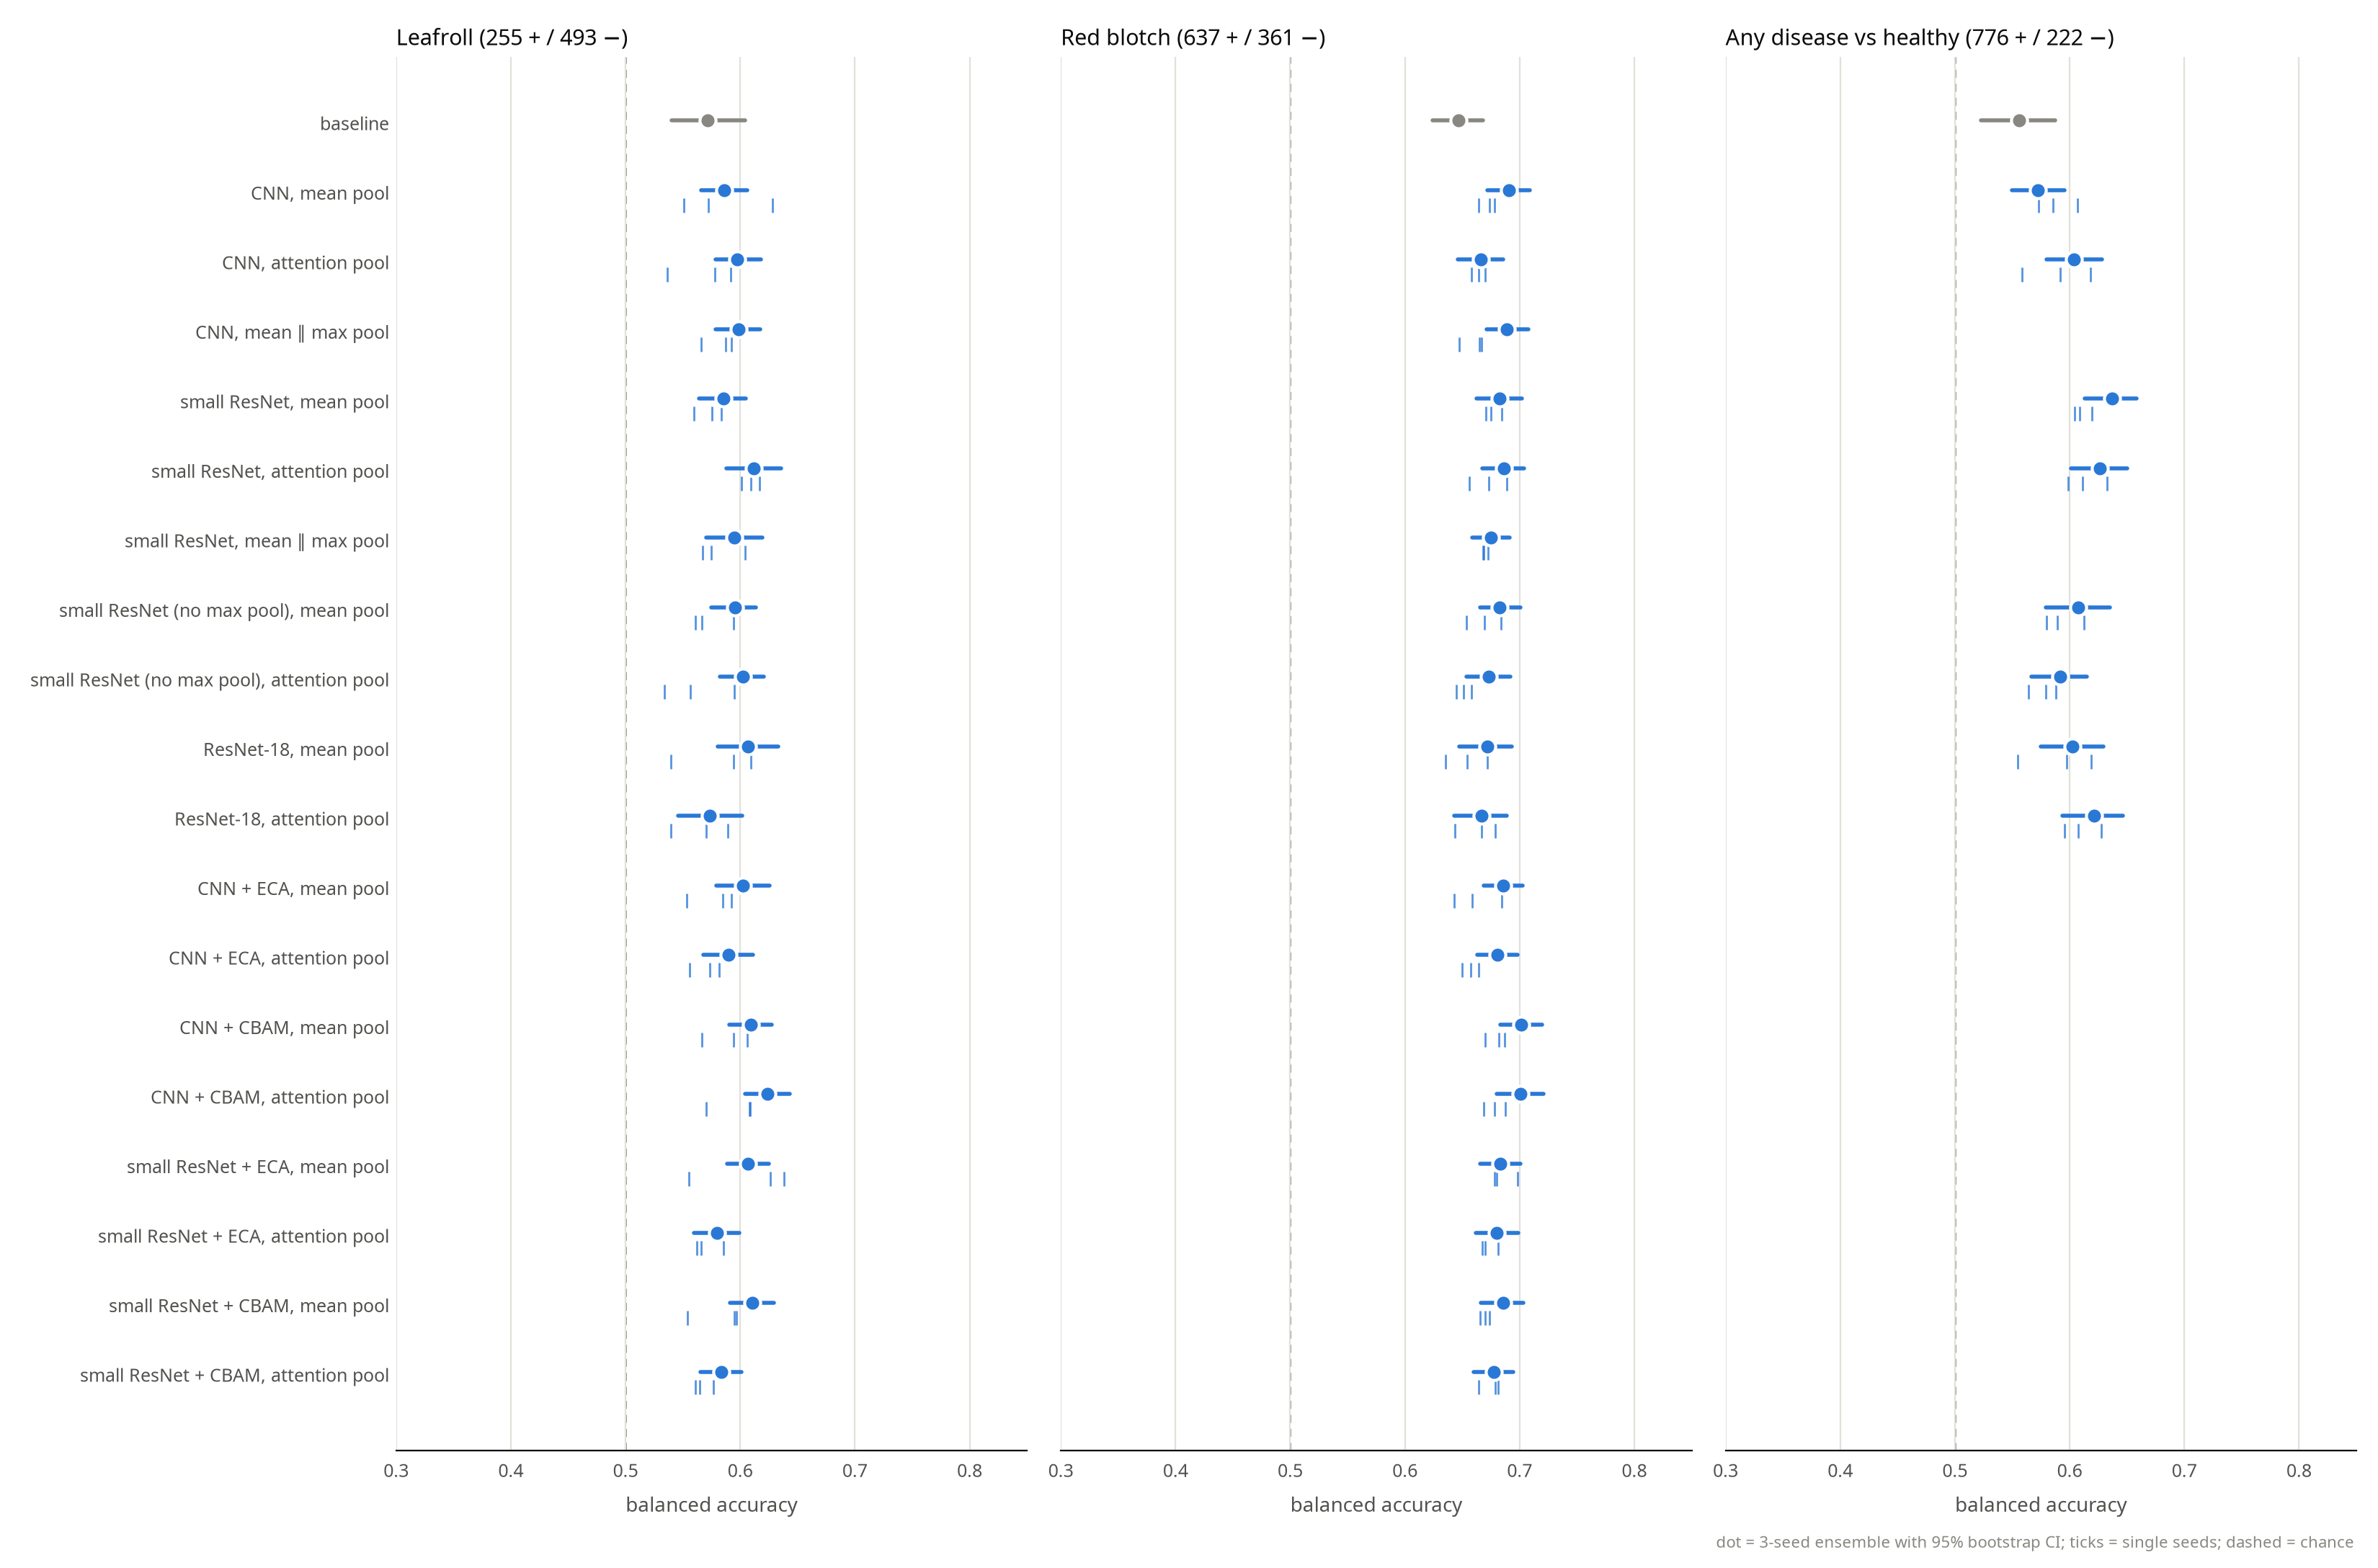 Leafroll (255 + / 493 −)
Red blotch (637 + / 361 −)
Any disease vs healthy (776 + / 222 −)
baseline
CNN, mean pool
CNN, attention pool
CNN, mean ∥ max pool
small ResNet, mean pool
small ResNet, attention pool
small ResNet, mean ∥ max pool
small ResNet (no max pool), mean pool
small ResNet (no max pool), attention pool
ResNet-18, mean pool
ResNet-18, attention pool
CNN + ECA, mean pool
CNN + ECA, attention pool
CNN + CBAM, mean pool
CNN + CBAM, attention pool
small ResNet + ECA, mean pool
small ResNet + ECA, attention pool
small ResNet + CBAM, mean pool
small ResNet + CBAM, attention pool
0.3 0.4 0.5 0.6 0.7 0.8
0.3 0.4 0.5 0.6 0.7 0.8
0.3 0.4 0.5 0.6 0.7 0.8
balanced accuracy
balanced accuracy
balanced accuracy
dot = 3-seed ensemble with 95% bootstrap CI; ticks = single seeds; dashed = chance